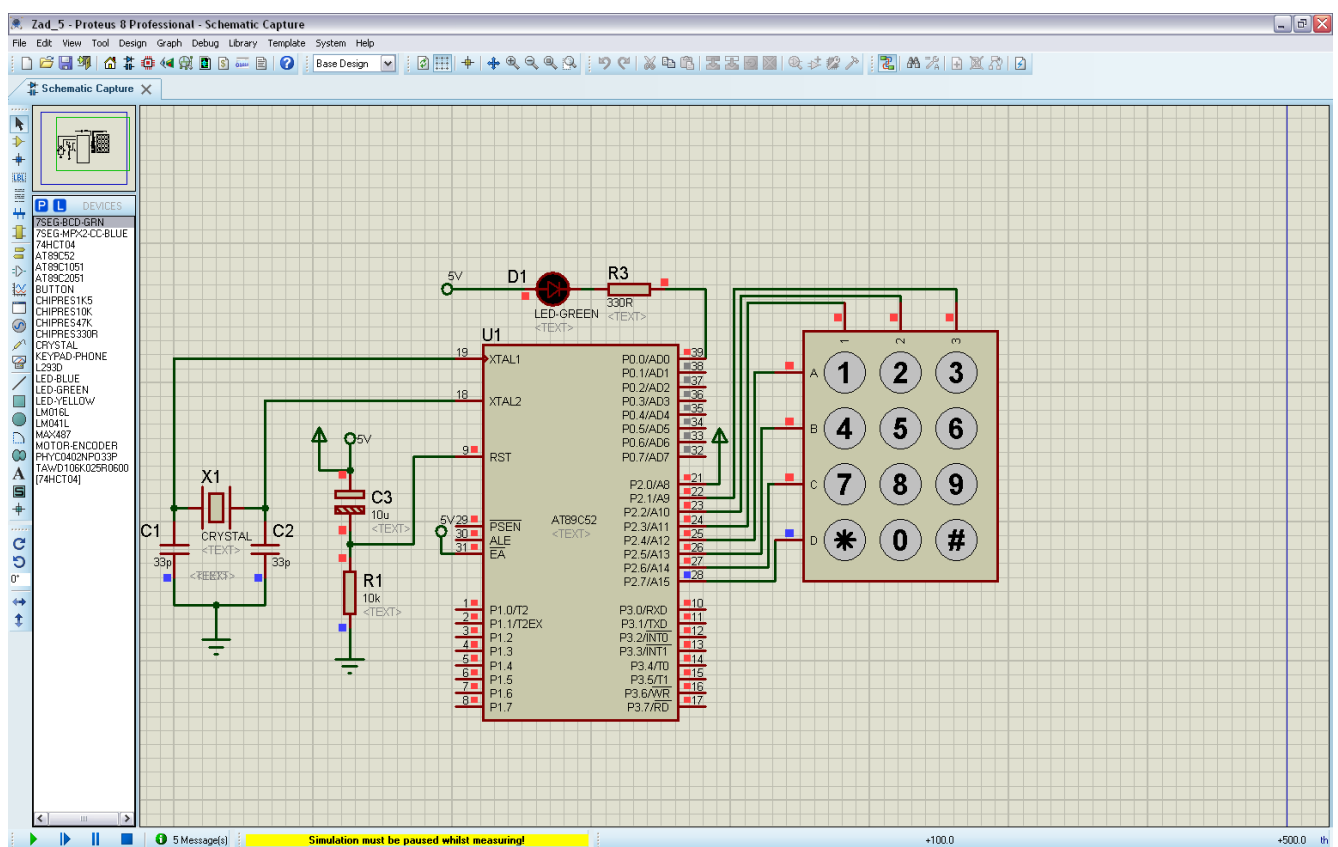 Zad_5 - Proteus 8 Professional - Schematic Capture
File Edit View Tool Design Graph Debug Library Template System Help
Base Design
Schematic Capture
P L DEVICES
7SEG-BCD-GRN
7SEG-MPX2-CC-BLUE
74HCT04
AT89C52
AT89C1051
AT89C2051
BUTTON
CHIPRES1K5
CHIPRES10K
CHIPRES47K
CHIPRES330R
CRYSTAL
KEYPAD-PHONE
L293D
LED-BLUE
LED-GREEN
LED-YELLOW
LM016L
LM041L
MAX487
MOTOR-ENCODER
PHYC0402NPO33P
TAWD106K025R0600
[74HCT04]
LBL
A
S
0°
5V
D1
LED-GREEN
<TEXT>
R3
330R
<TEXT>
U1
19 XTAL1
18 XTAL2
9 RST
29 PSEN
30 ALE
31 EA
1 P1.0/T2
2 P1.1/T2EX
3 P1.2
4 P1.3
5 P1.4
6 P1.5
7 P1.6
8 P1.7
AT89C52
<TEXT>
P0.0/AD0 39
P0.1/AD1 38
P0.2/AD2 37
P0.3/AD3 36
P0.4/AD4 35
P0.5/AD5 34
P0.6/AD6 33
P0.7/AD7 32
P2.0/A8 21
P2.1/A9 22
P2.2/A10 23
P2.3/A11 24
P2.4/A12 25
P2.5/A13 26
P2.6/A14 27
P2.7/A15 28
P3.0/RXD 10
P3.1/TXD 11
P3.2/INT0 12
P3.3/INT1 13
P3.4/T0 14
P3.5/T1 15
P3.6/WR 16
P3.7/RD 17
X1
CRYSTAL
<TEXT>
C1
33p
<TEXT>
C2
33p
5V
C3
10u
<TEXT>
5V
R1
10k
<TEXT>
1 2 3
A 1 2 3
B 4 5 6
C 7 8 9
D * 0 #
5 Message(s)
Simulation must be paused whilst measuring!
+100.0
+500.0 th